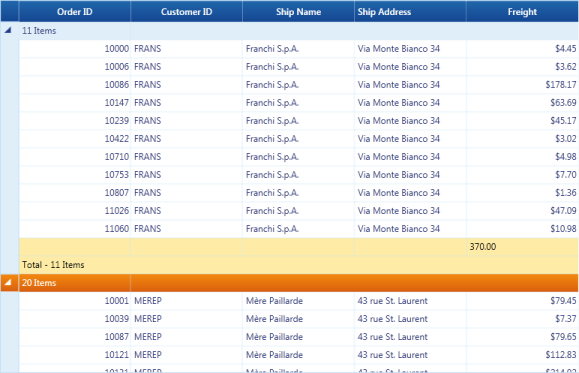 Order ID Customer ID Ship Name Ship Address Freight
11 Items
10000 FRANS Franchi S.p.A. Via Monte Bianco 34 $4.45
10006 FRANS Franchi S.p.A. Via Monte Bianco 34 $3.62
10086 FRANS Franchi S.p.A. Via Monte Bianco 34 $178.17
10147 FRANS Franchi S.p.A. Via Monte Bianco 34 $63.69
10239 FRANS Franchi S.p.A. Via Monte Bianco 34 $45.17
10422 FRANS Franchi S.p.A. Via Monte Bianco 34 $3.02
10710 FRANS Franchi S.p.A. Via Monte Bianco 34 $4.98
10753 FRANS Franchi S.p.A. Via Monte Bianco 34 $7.70
10807 FRANS Franchi S.p.A. Via Monte Bianco 34 $1.36
11026 FRANS Franchi S.p.A. Via Monte Bianco 34 $47.09
11060 FRANS Franchi S.p.A. Via Monte Bianco 34 $10.98
370.00
Total - 11 Items
20 Items
10001 MEREP Mère Paillarde 43 rue St. Laurent $79.45
10039 MEREP Mère Paillarde 43 rue St. Laurent $7.37
10087 MEREP Mère Paillarde 43 rue St. Laurent $79.65
10121 MEREP Mère Paillarde 43 rue St. Laurent $112.83
MEREP Mère Paillarde 43 rue St. Laurent